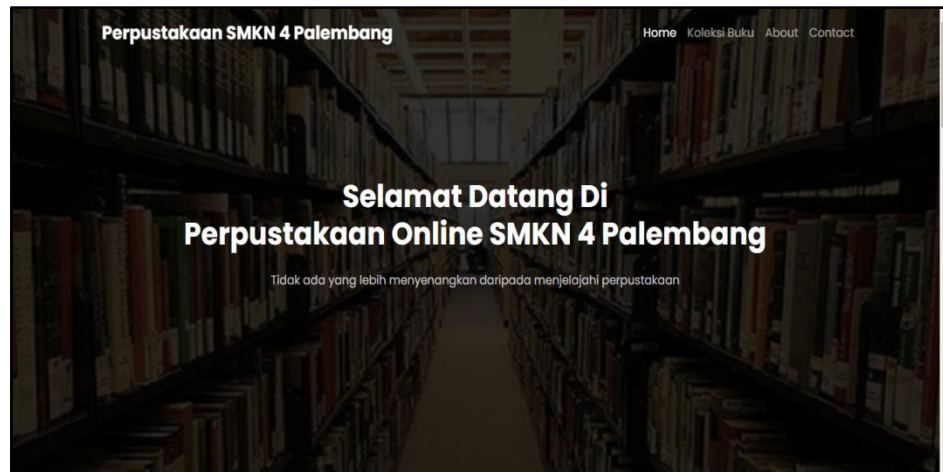 Perpustakaan SMKN 4 Palembang
Home Koleksi Buku About Contact
Selamat Datang Di
Perpustakaan Online SMKN 4 Palembang
Tidak ada yang lebih menyenangkan daripada menjelajahi perpustakaan